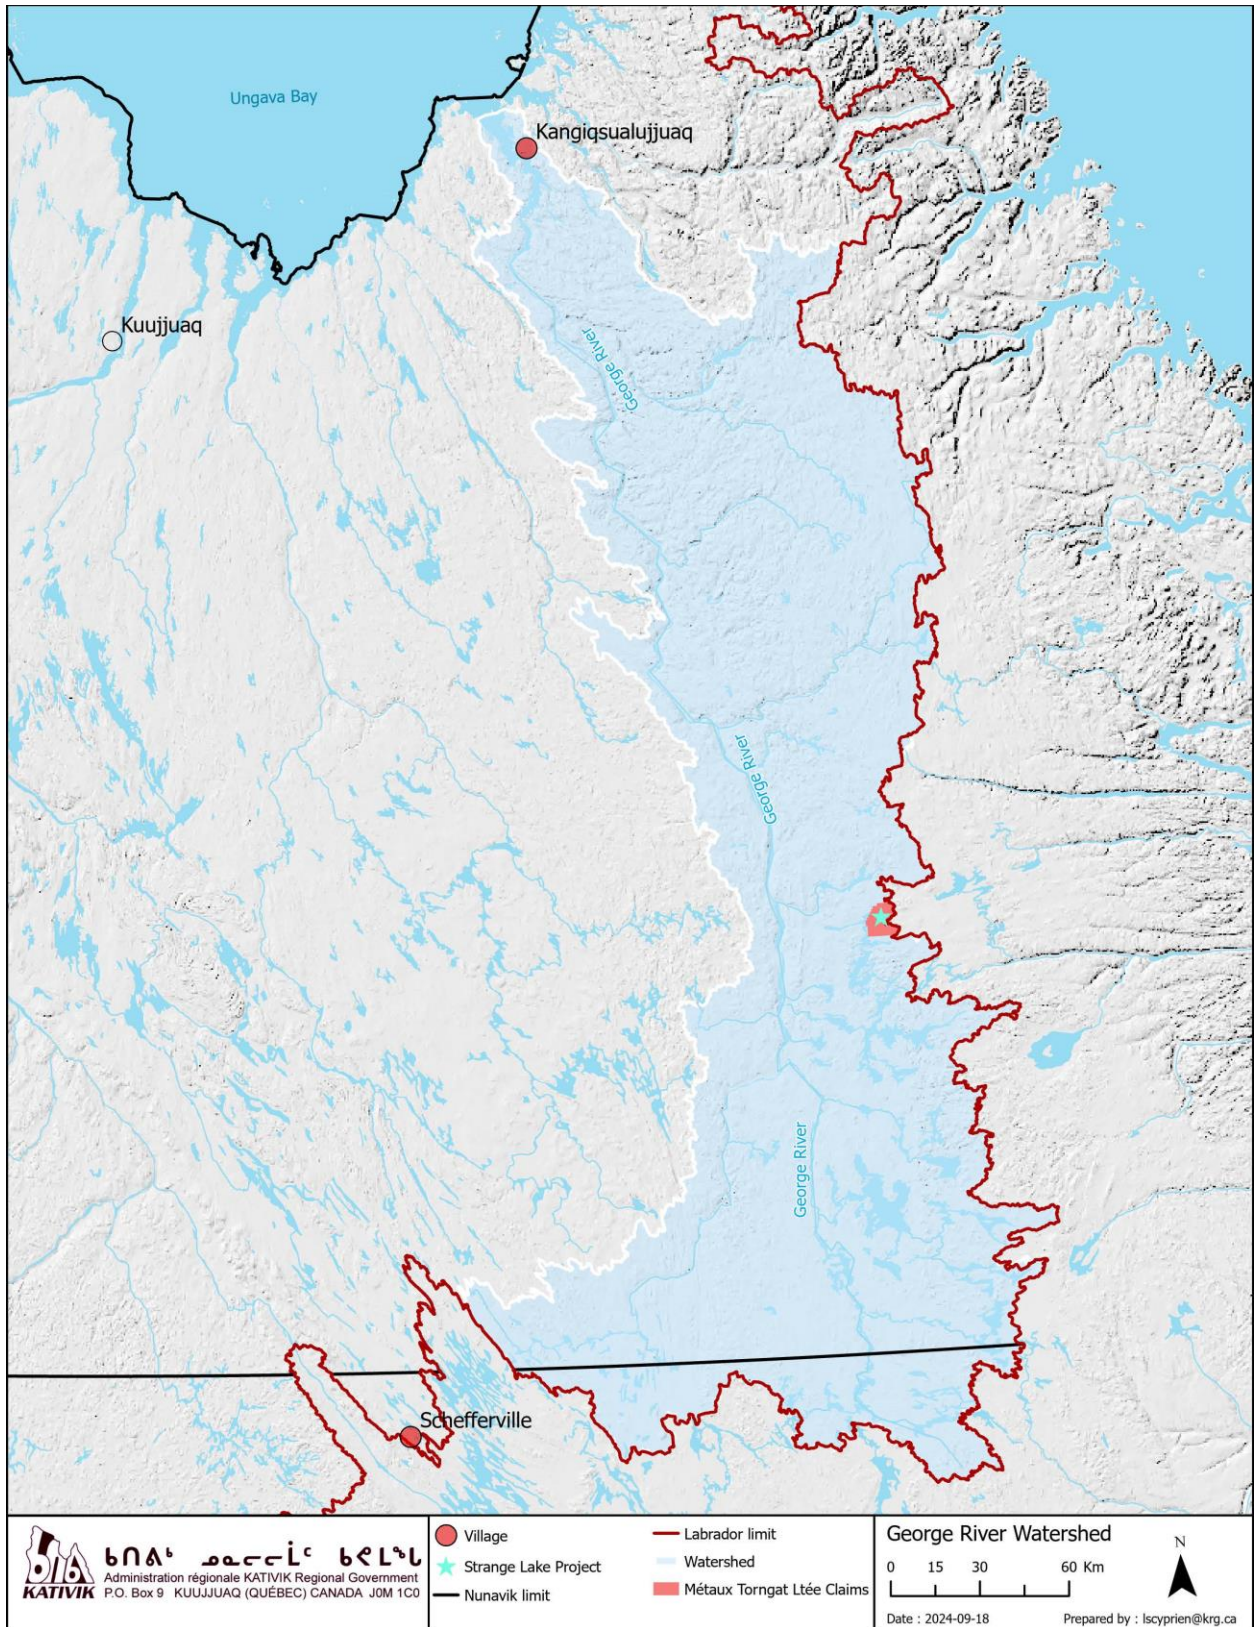 Ungava Bay
Kangiqsualujjuaq
Kuujjuaq
George River
George River
George River
Schefferville
KATIVIK
ᑲᑎᕕᒃ ᓄᓇᓕᓕᒫᑦ ᑲᕙᒪᖓ
Administration régionale KATIVIK Regional Government
P.O. Box 9 KUUJJUAQ (QUÉBEC) CANADA J0M 1C0
Village
Strange Lake Project
Nunavik limit
Labrador limit
Watershed
Métaux Torngat Ltée Claims
George River Watershed
0 15 30 60 Km
N
Date : 2024-09-18
Prepared by : lscyprien@krg.ca